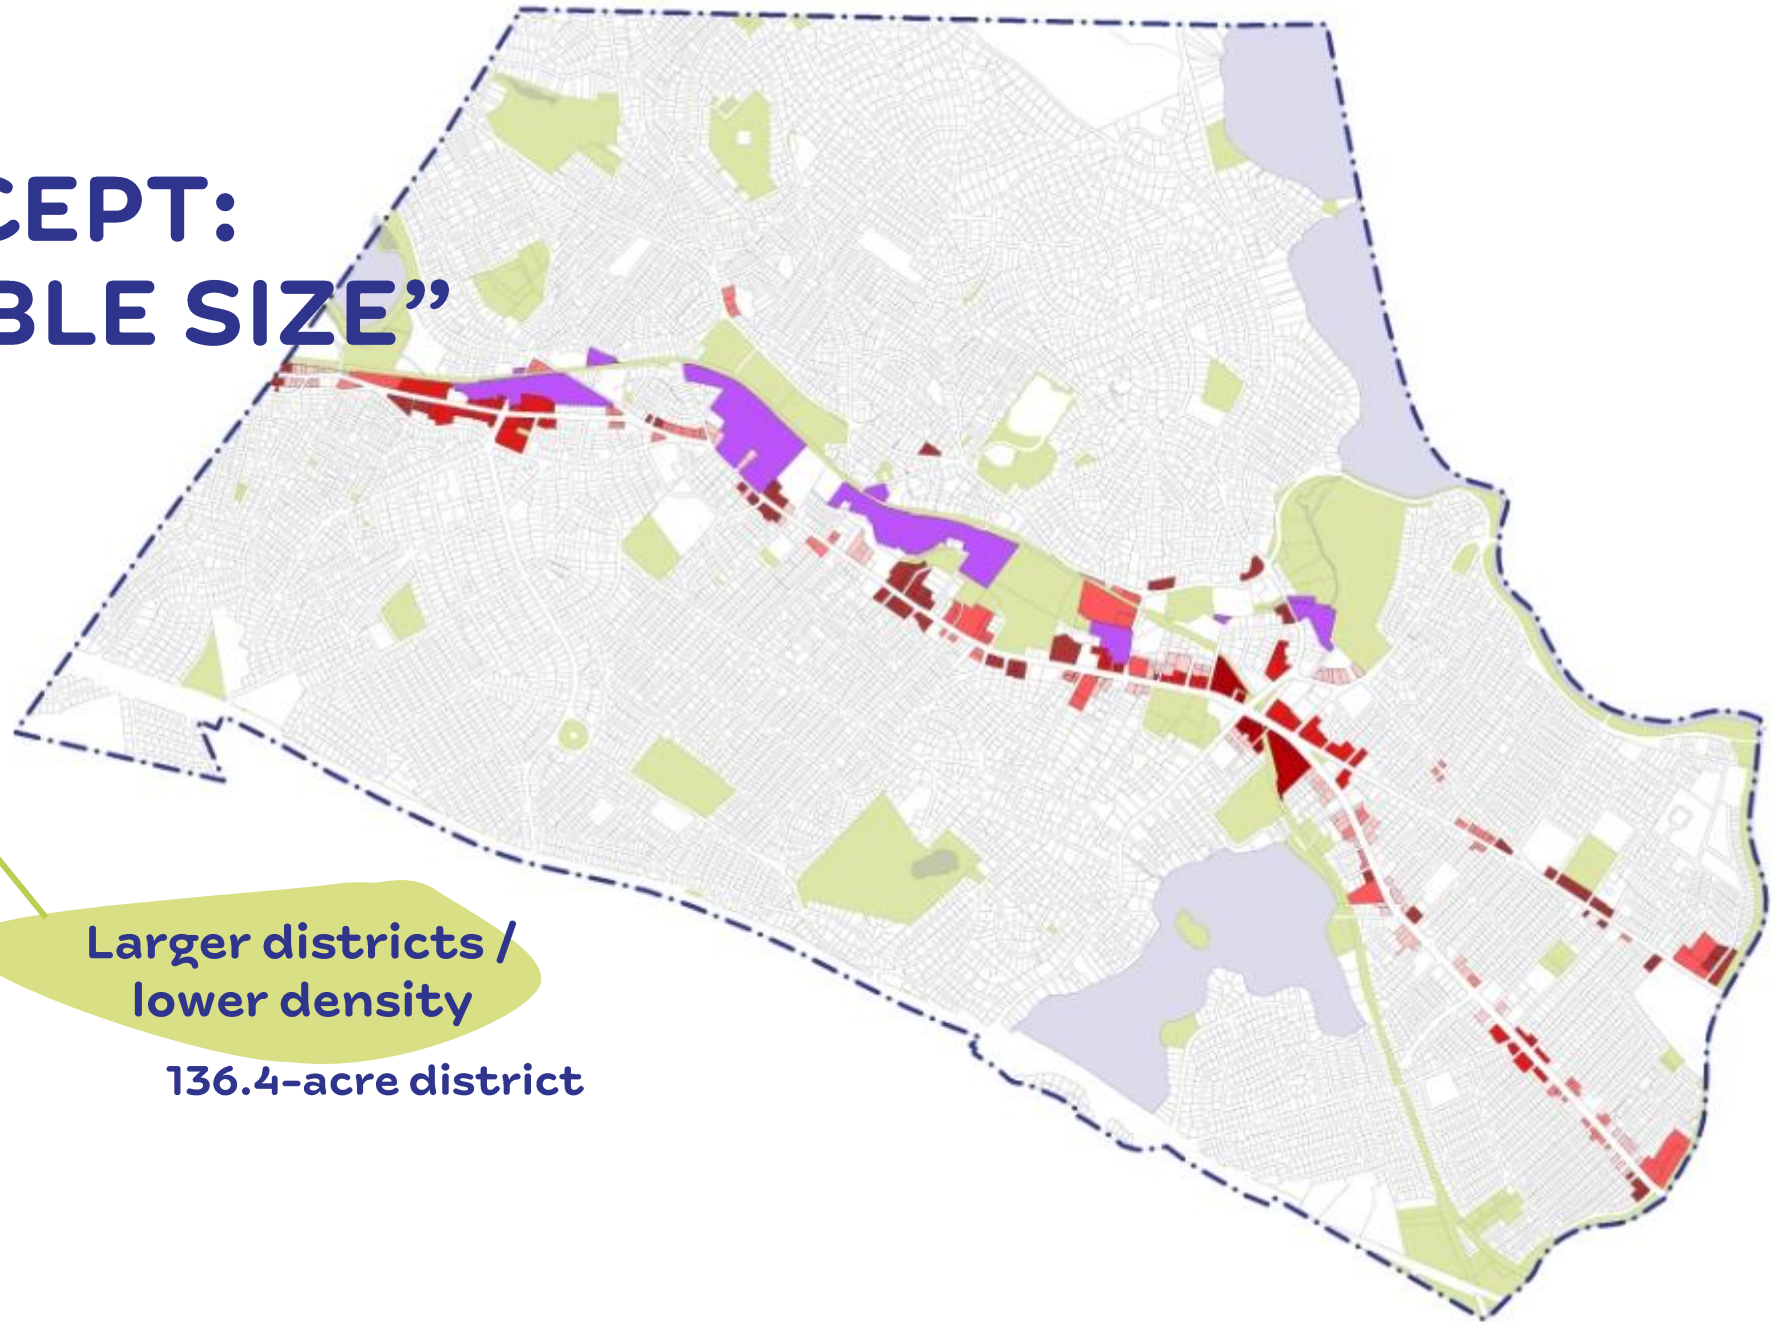 CEPT:
BLE SIZE”
Larger districts /
lower density
136.4-acre district